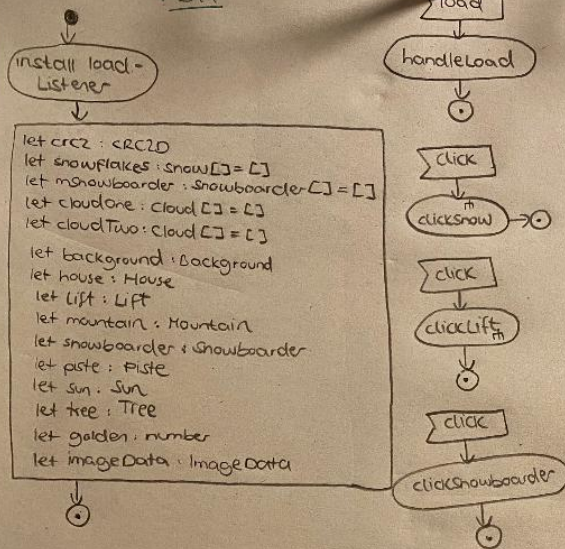 load
install load-
Listener
handleLoad
let crc2 : CRC2D
let snowflakes : Snow[] = []
let msnowboarder : Snowboarder[] = []
let cloudOne : Cloud[] = []
let cloudTwo : Cloud[] = []
let background : Background
let house : House
let lift : Lift
let mountain : Mountain
let snowboarder : Snowboarder
let piste : Piste
let sun : Sun
let tree : Tree
let golden : number
let imageData : ImageData
click
clickSnow
click
clickLift
click
clickSnowboarder